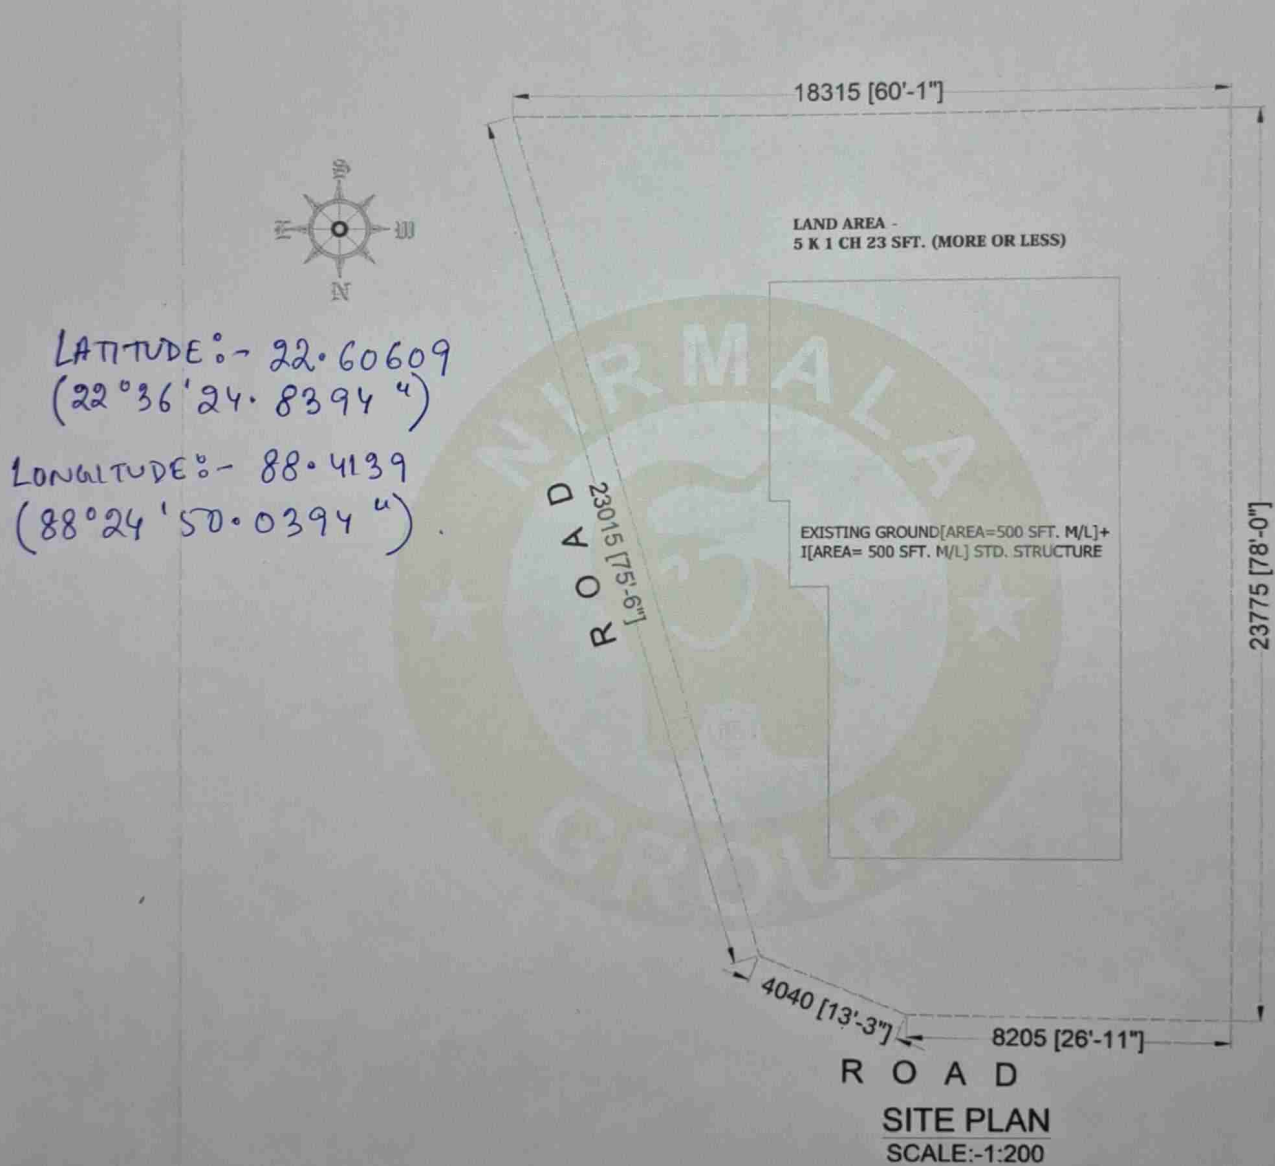 18315 [60'-1"]
S
E
W
N
LAND AREA -
5 K 1 CH 23 SFT. (MORE OR LESS)
LATITUDE :- 22.60609
(22°36'24.8394")
LONGITUDE :- 88.4139
(88°24'50.0394").
NIRMALA
GROUP
ROAD
23015 [75'-6"]
EXISTING GROUND[AREA=500 SFT. M/L]+
I[AREA= 500 SFT. M/L] STD. STRUCTURE
23775 [78'-0"]
4040 [13'-3"]
8205 [26'-11"]
ROAD
SITE PLAN
SCALE:-1:200